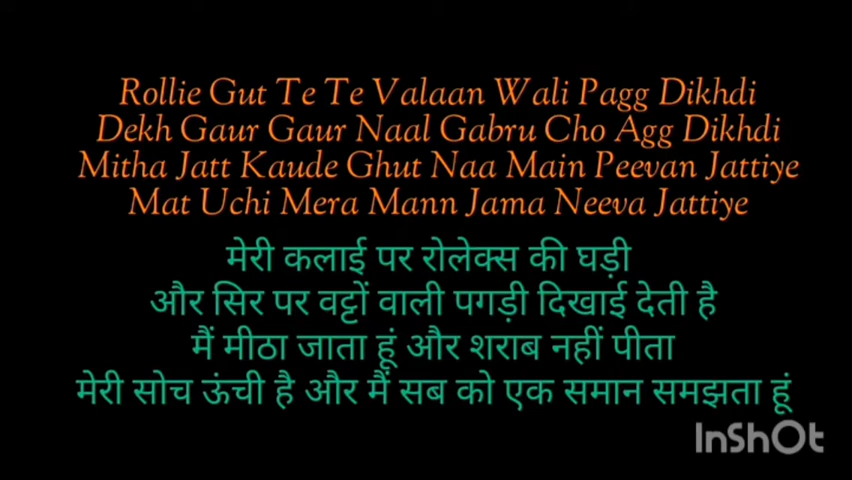 Rollie Gut Te Te Valaan Wali Pagg Dikhdi
Dekh Gaur Gaur Naal Gabru Cho Agg Dikhdi
Mitha Jatt Kaude Ghut Naa Main Peevan Jattiye
Mat Uchi Mera Mann Jama Neeva Jattiye
मेरी कलाई पर रोलेक्स की घड़ी
और सिर पर वट्टों वाली पगड़ी दिखाई देती है
मैं मीठा जाता हूं और शराब नहीं पीता
मेरी सोच ऊंची है और मैं सब को एक समान समझता हूं
InShOt